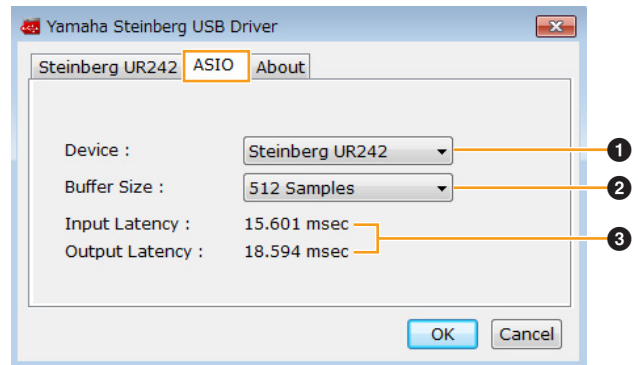 Yamaha Steinberg USB Driver
Steinberg UR242 ASIO About
Device : Steinberg UR242 1
Buffer Size : 512 Samples 2
Input Latency : 15.601 msec
3
Output Latency : 18.594 msec
OK Cancel